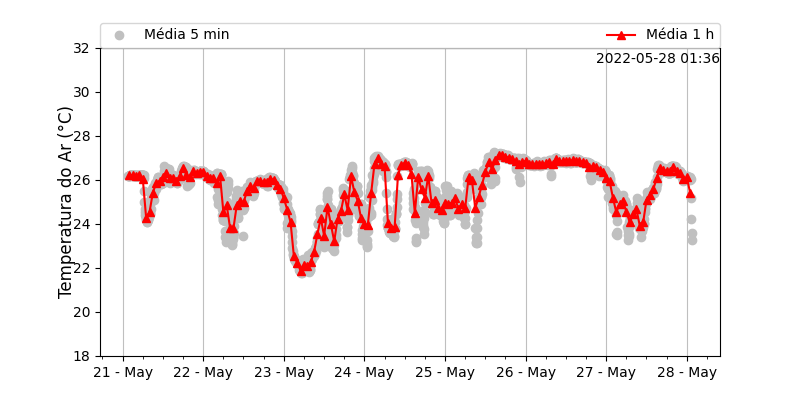 Média 5 min
Média 1 h
2022-05-28 01:36
Temperatura do Ar (°C)
32
30
28
26
24
22
20
18
21 - May
22 - May
23 - May
24 - May
25 - May
26 - May
27 - May
28 - May